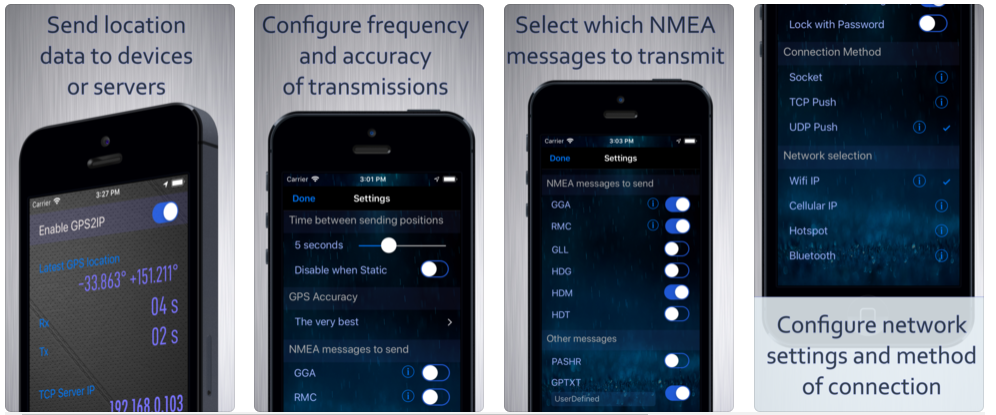 Send location
data to devices
or servers
Carrier
3:27 PM
Enable GPS2IP
Latest GPS location
-33.863° +151.211°
04 s
Rx
02 s
Tx
TCP Server IP
192.168.0.103
Configure frequency
and accuracy
of transmissions
Carrier 3:01 PM
Done Settings
Time between sending positions
5 seconds
Disable when Static
GPS Accuracy
The very best
NMEA messages to send
GGA
RMC
Select which NMEA
messages to transmit
Carrier 3:03 PM
Done Settings
NMEA messages to send
GGA
RMC
GLL
HDG
HDM
HDT
Other messages
PASHR
GPTXT
UserDefined
Lock with Password
Connection Method
Socket
TCP Push
UDP Push
Network selection
Wifi IP
Cellular IP
Hotspot
Bluetooth
Configure network
settings and method
of connection